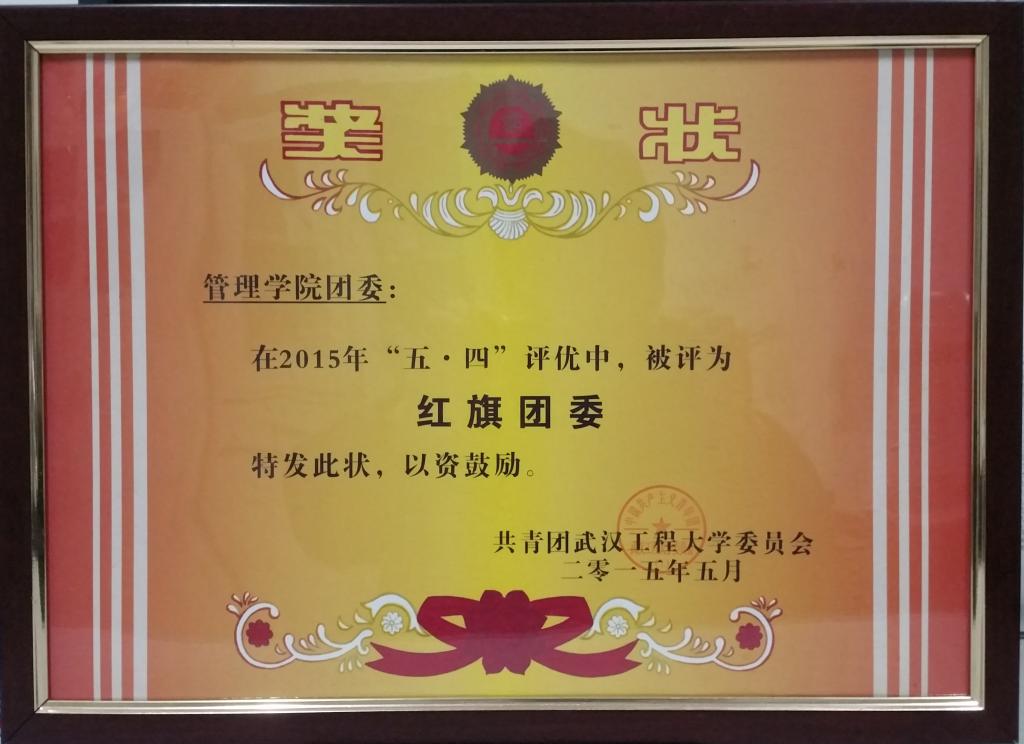 奖状
管理学院团委：
在2015年“五·四”评优中，被评为
红旗团委
特发此状，以资鼓励。
共青团武汉工程大学委员会
二零一五年五月